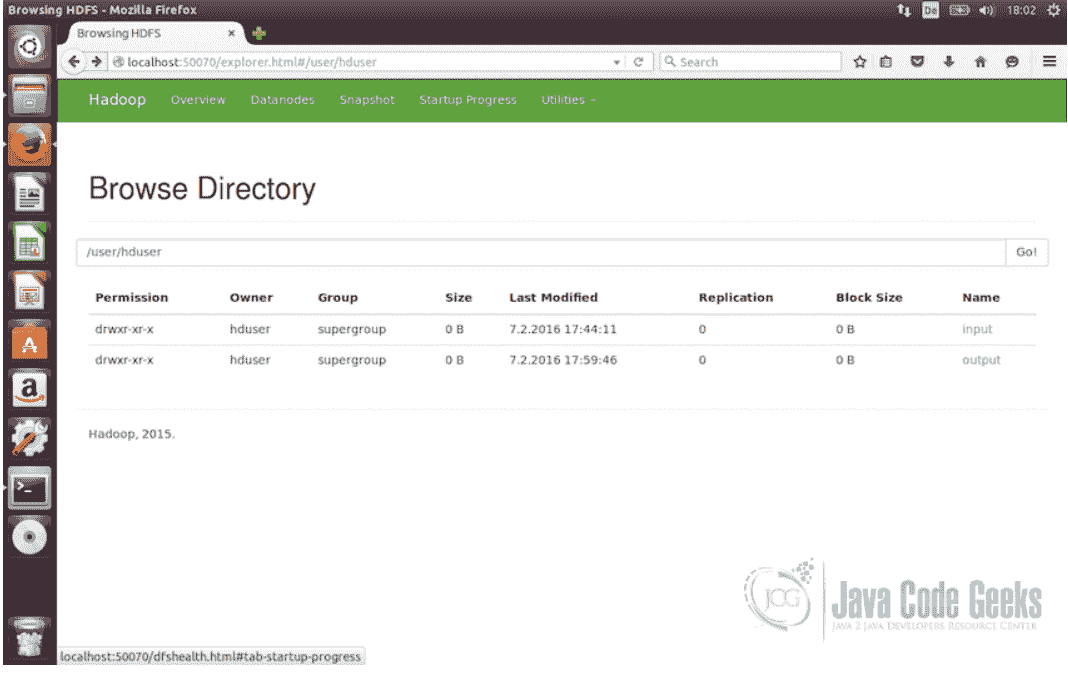 Browsing HDFS - Mozilla Firefox De 18:02
Browsing HDFS ×
localhost:50070/explorer.html#/user/hduser Search
Hadoop Overview Datanodes Snapshot Startup Progress Utilities
Browse Directory
/user/hduser Go!
Permission Owner Group Size Last Modified Replication Block Size Name
drwxr-xr-x hduser supergroup 0 B 7.2.2016 17:44:11 0 0 B input
drwxr-xr-x hduser supergroup 0 B 7.2.2016 17:59:46 0 0 B output
Hadoop, 2015.
JCG Java Code Geeks
JAVA 2 JAVA DEVELOPERS RESOURCE CENTER
localhost:50070/dfshealth.html#tab-startup-progress